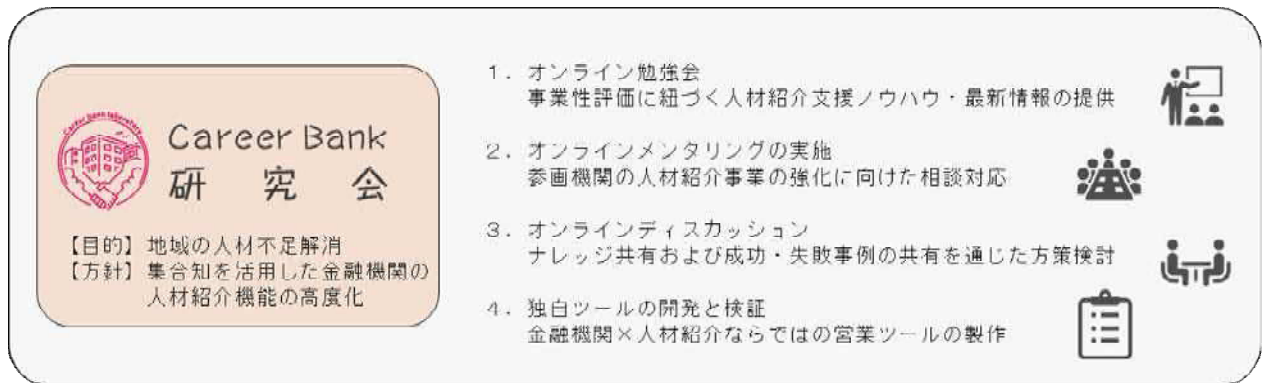 Career Bank laboratory
Career Bank
研究会
【目的】地域の人材不足解消
【方針】集合知を活用した金融機関の
人材紹介機能の高度化
1. オンライン勉強会
事業性評価に紐づく人材紹介支援ノウハウ・最新情報の提供
2. オンラインメンタリングの実施
参画機関の人材紹介事業の強化に向けた相談対応
3. オンラインディスカッション
ナレッジ共有および成功・失敗事例の共有を通じた方策検討
4. 独自ツールの開発と検証
金融機関×人材紹介ならではの営業ツールの製作